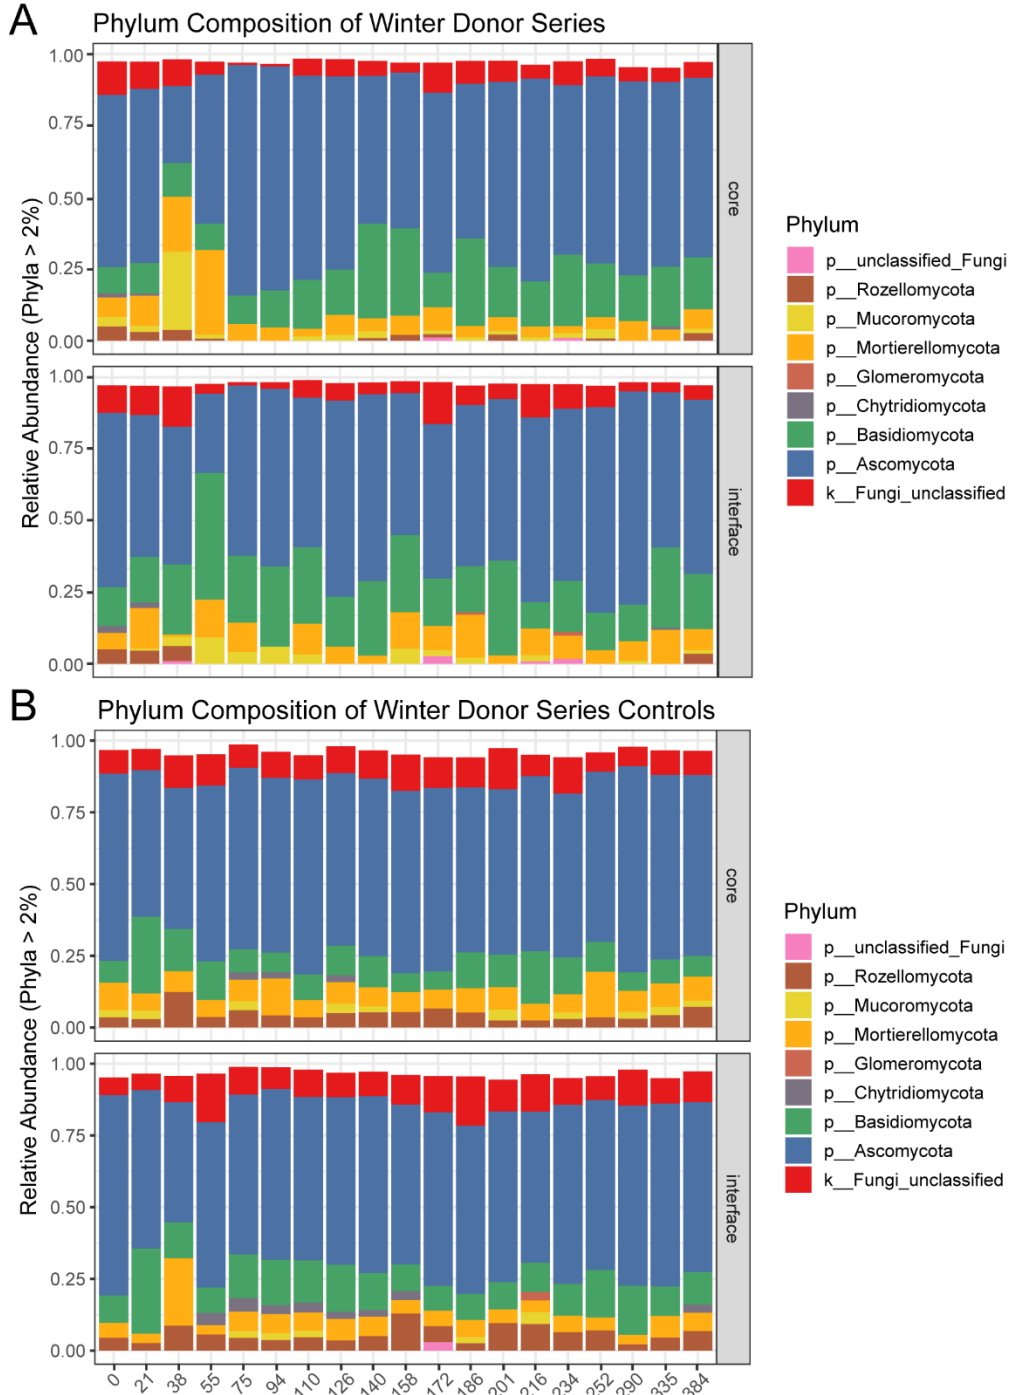 A
Phylum Composition of Winter Donor Series
Relative Abundance (Phyla > 2%)
1.00
0.75
0.50
0.25
0.00
core
1.00
0.75
0.50
0.25
0.00
interface
Phylum
p__unclassified_Fungi
p__Rozellomycota
p__Mucoromycota
p__Mortierellomycota
p__Glomeromycota
p__Chytridiomycota
p__Basidiomycota
p__Ascomycota
k__Fungi_unclassified
B
Phylum Composition of Winter Donor Series Controls
Relative Abundance (Phyla > 2%)
1.00
0.75
0.50
0.25
0.00
core
1.00
0.75
0.50
0.25
0.00
interface
0 21 38 55 75 94 110 126 140 158 172 186 201 216 234 252 290 335 384
Phylum
p__unclassified_Fungi
p__Rozellomycota
p__Mucoromycota
p__Mortierellomycota
p__Glomeromycota
p__Chytridiomycota
p__Basidiomycota
p__Ascomycota
k__Fungi_unclassified